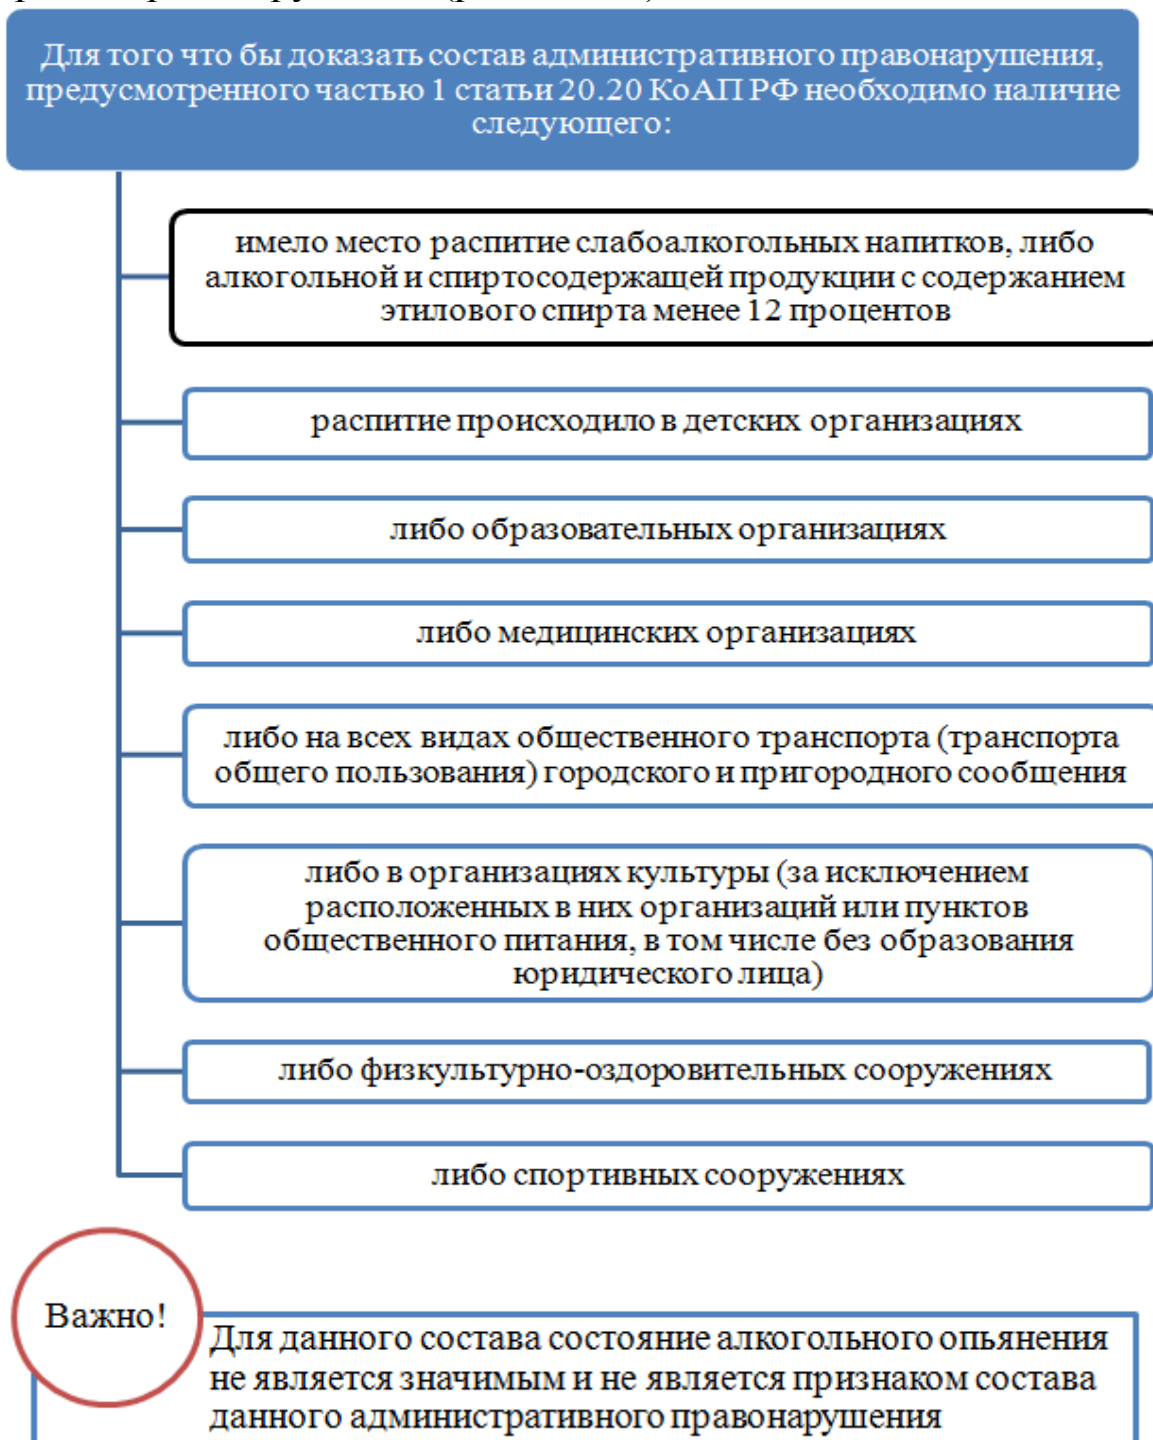 Для того что бы доказать состав административного правонарушения,
предусмотренного частью 1 статьи 20.20 КоАП РФ необходимо наличие
следующего:
имело место распитие слабоалкогольных напитков, либо
алкогольной и спиртосодержащей продукции с содержанием
этилового спирта менее 12 процентов
распитие происходило в детских организациях
либо образовательных организациях
либо медицинских организациях
либо на всех видах общественного транспорта (транспорта
общего пользования) городского и пригородного сообщения
либо в организациях культуры (за исключением
расположенных в них организаций или пунктов
общественного питания, в том числе без образования
юридического лица)
либо физкультурно-оздоровительных сооружениях
либо спортивных сооружениях
Важно!
Для данного состава состояние алкогольного опьянения
не является значимым и не является признаком состава
данного административного правонарушения